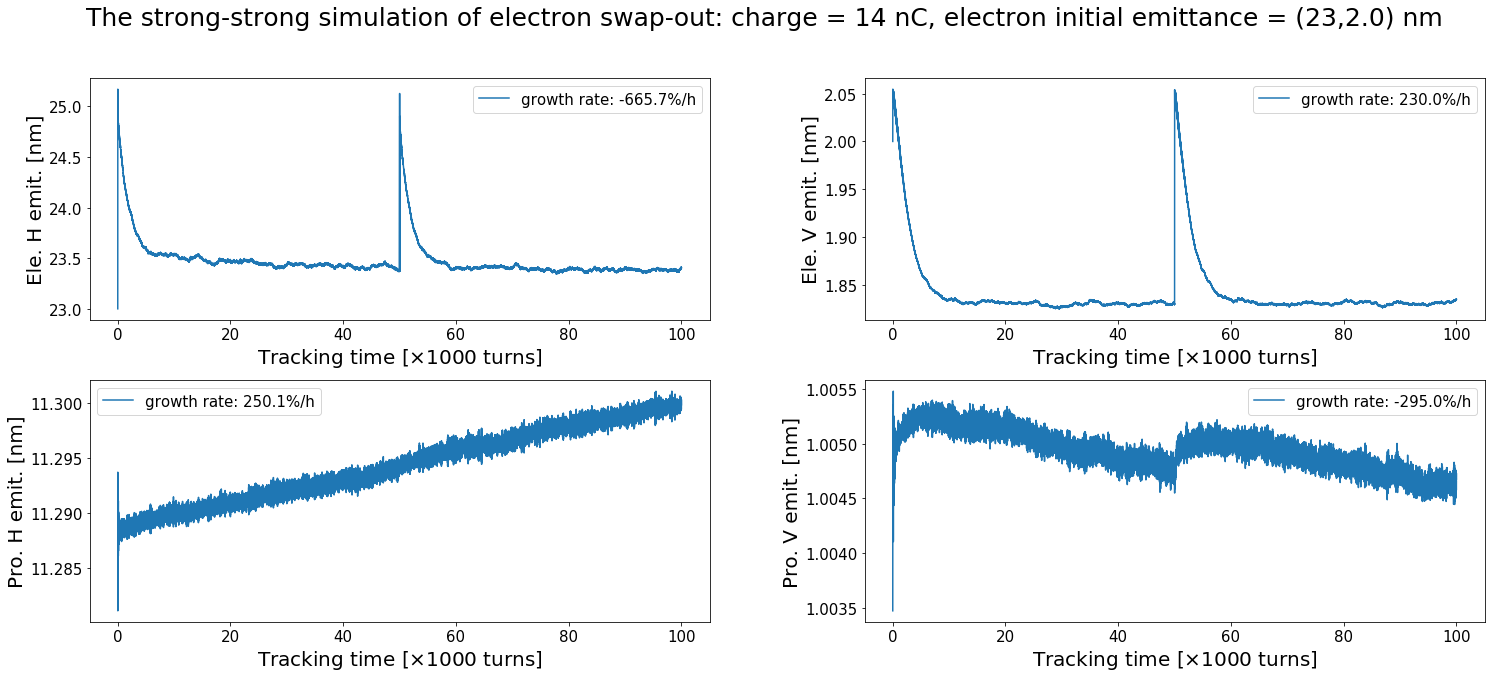 The strong-strong simulation of electron swap-out: charge = 14 nC, electron initial emittance = (23,2.0) nm
growth rate: -665.7%/h
Ele. H emit. [nm]
25.0
24.5
24.0
23.5
23.0
0 20 40 60 80 100
Tracking time [×1000 turns]
growth rate: 230.0%/h
Ele. V emit. [nm]
2.05
2.00
1.95
1.90
1.85
0 20 40 60 80 100
Tracking time [×1000 turns]
growth rate: 250.1%/h
Pro. H emit. [nm]
11.300
11.295
11.290
11.285
0 20 40 60 80 100
Tracking time [×1000 turns]
growth rate: -295.0%/h
Pro. V emit. [nm]
1.0055
1.0050
1.0045
1.0040
1.0035
0 20 40 60 80 100
Tracking time [×1000 turns]